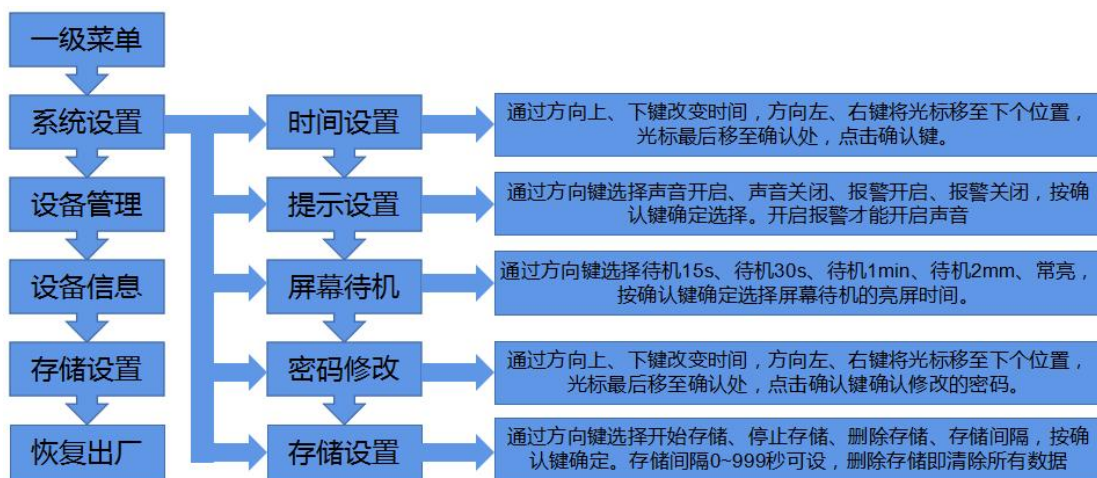 一级菜单
系统设置
时间设置
通过方向上、下键改变时间，方向左、右键将光标移至下个位置，
光标最后移至确认处，点击确认键。
设备管理
提示设置
通过方向键选择声音开启、声音关闭、报警开启、报警关闭，按确
认键确定选择。开启报警才能开启声音
设备信息
屏幕待机
通过方向键选择待机15s、待机30s、待机1min、待机2mm、常亮，
按确认键确定选择屏幕待机的亮屏时间。
存储设置
密码修改
通过方向上、下键改变时间，方向左、右键将光标移至下个位置，
光标最后移至确认处，点击确认键确认修改的密码。
恢复出厂
存储设置
通过方向键选择开始存储、停止存储、删除存储、存储间隔，按确
认键确定。存储间隔0~999秒可设，删除存储即清除所有数据